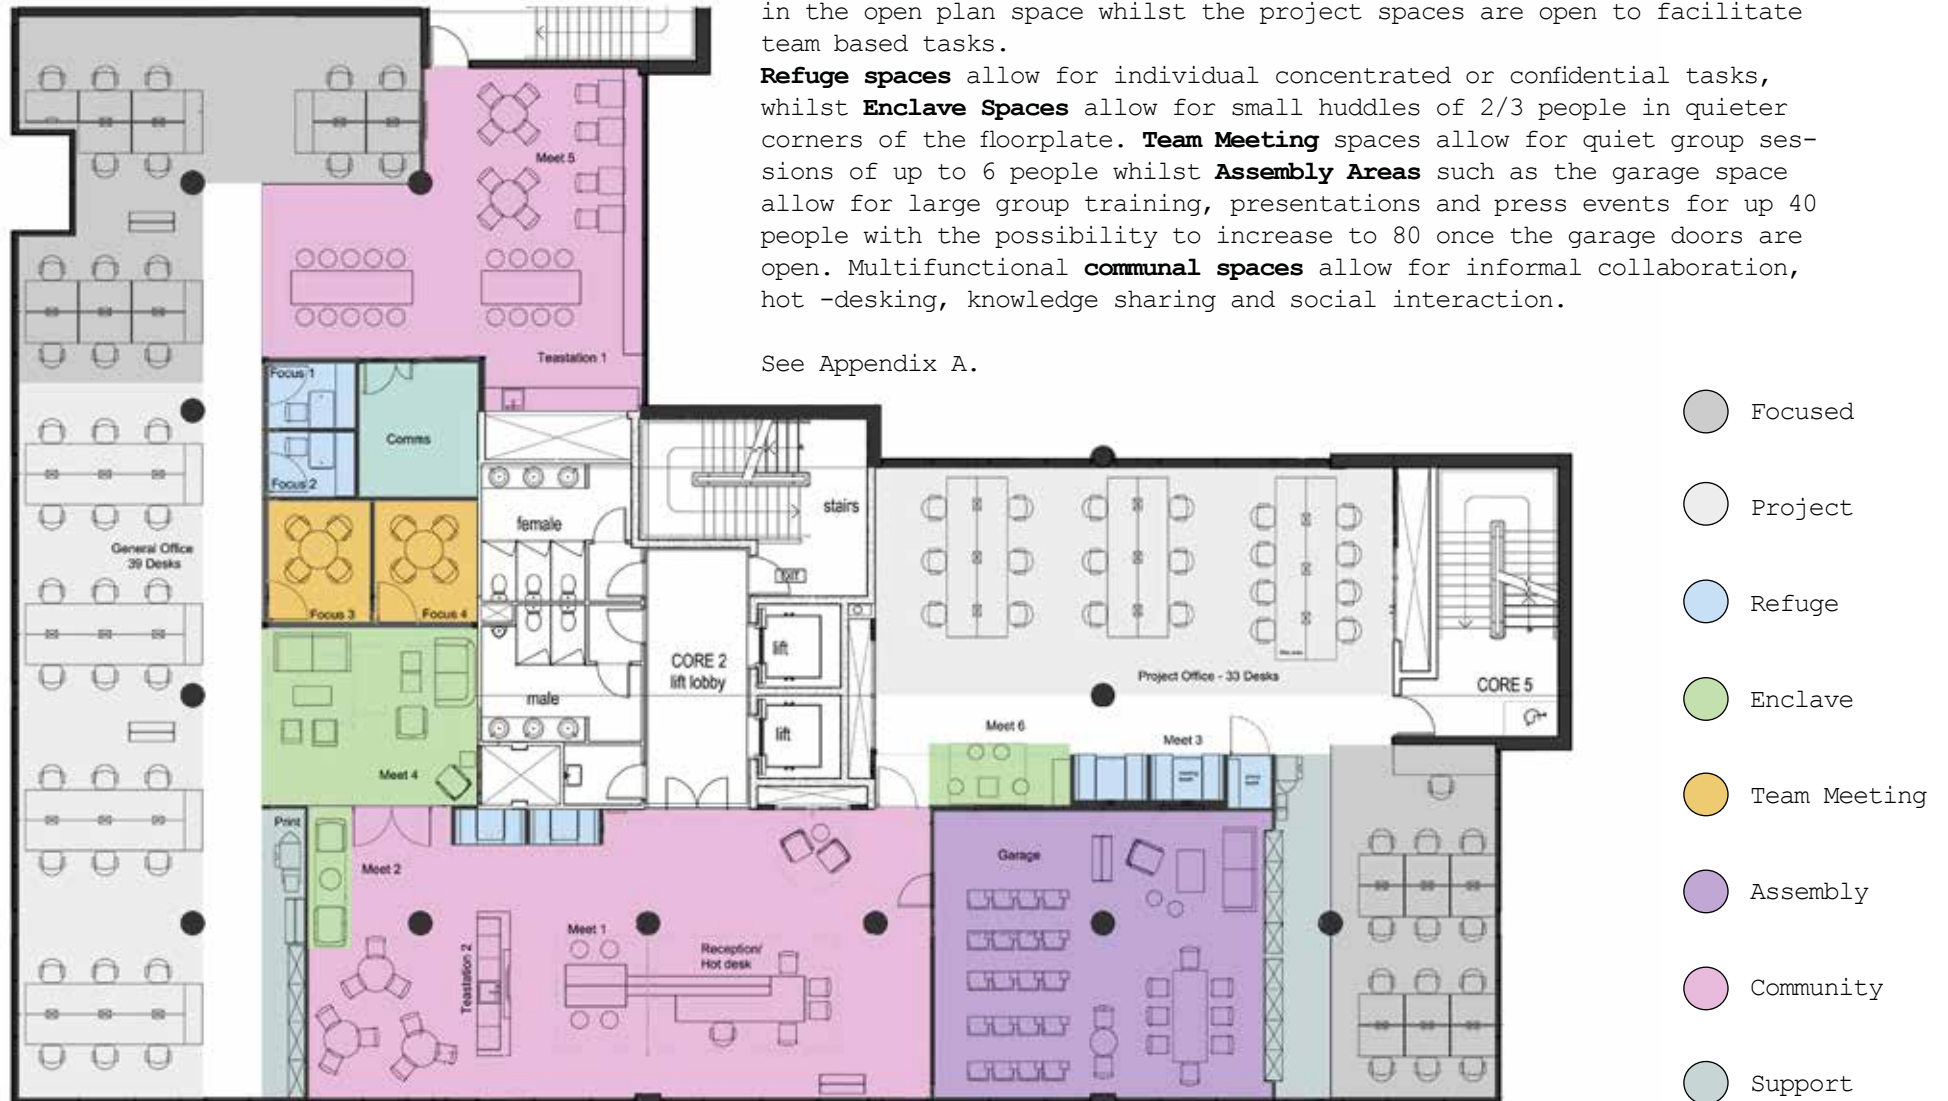 in the open plan space whilst the project spaces are open to facilitate
team based tasks.
Refuge spaces allow for individual concentrated or confidential tasks,
whilst Enclave Spaces allow for small huddles of 2/3 people in quieter
corners of the floorplate. Team Meeting spaces allow for quiet group ses-
sions of up to 6 people whilst Assembly Areas such as the garage space
allow for large group training, presentations and press events for up 40
people with the possibility to increase to 80 once the garage doors are
open. Multifunctional communal spaces allow for informal collaboration,
hot -desking, knowledge sharing and social interaction.
See Appendix A.
Meet 5
Teastation 1
Focus 1
Comms
Focus 2
General Office
39 Desks
Focus 3
Focus 4
female
stairs
EXIT
male
CORE 2
lift lobby
lift
lift
Project Office - 33 Desks
CORE 5
Meet 6
Meet 3
Meet 4
Print
Meet 2
Teastation 2
Meet 1
Reception/
Hot desk
Garage
Focused
Project
Refuge
Enclave
Team Meeting
Assembly
Community
Support